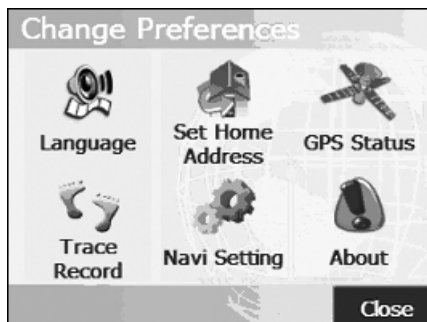 Change Preferences
Language
Set Home
Address
GPS Status
Trace
Record
Navi Setting
About
Close